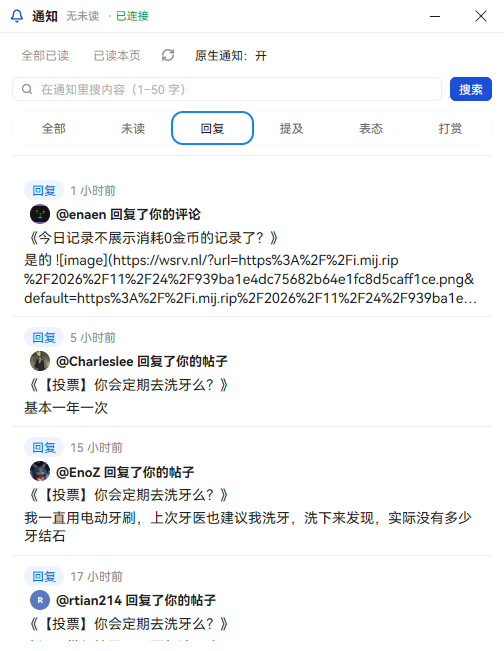 通知 无未读 · 已连接
全部已读 已读本页 原生通知：开
在通知里搜内容（1–50 字） 搜索
全部 未读 回复 提及 表态 打赏
回复 1 小时前
@enaen 回复了你的评论
《今日记录不展示消耗0金币的记录了？》
是的 ![image](https://wsrv.nl/?url=https%3A%2F%2Fi.mij.rip
%2F2026%2F11%2F24%2F939ba1e4dc75682b64e1fc8d5caff1ce.png&
default=https%3A%2F%2Fi.mij.rip%2F2026%2F11%2F24%2F939ba1e...
回复 5 小时前
@Charleslee 回复了你的帖子
《【投票】你会定期去洗牙么？》
基本一年一次
回复 15 小时前
@EnoZ 回复了你的帖子
《【投票】你会定期去洗牙么？》
我一直用电动牙刷，上次牙医也建议我洗牙，洗下来发现，实际没有多少
牙结石
回复 17 小时前
R @rtian214 回复了你的帖子
《【投票】你会定期去洗牙么？》